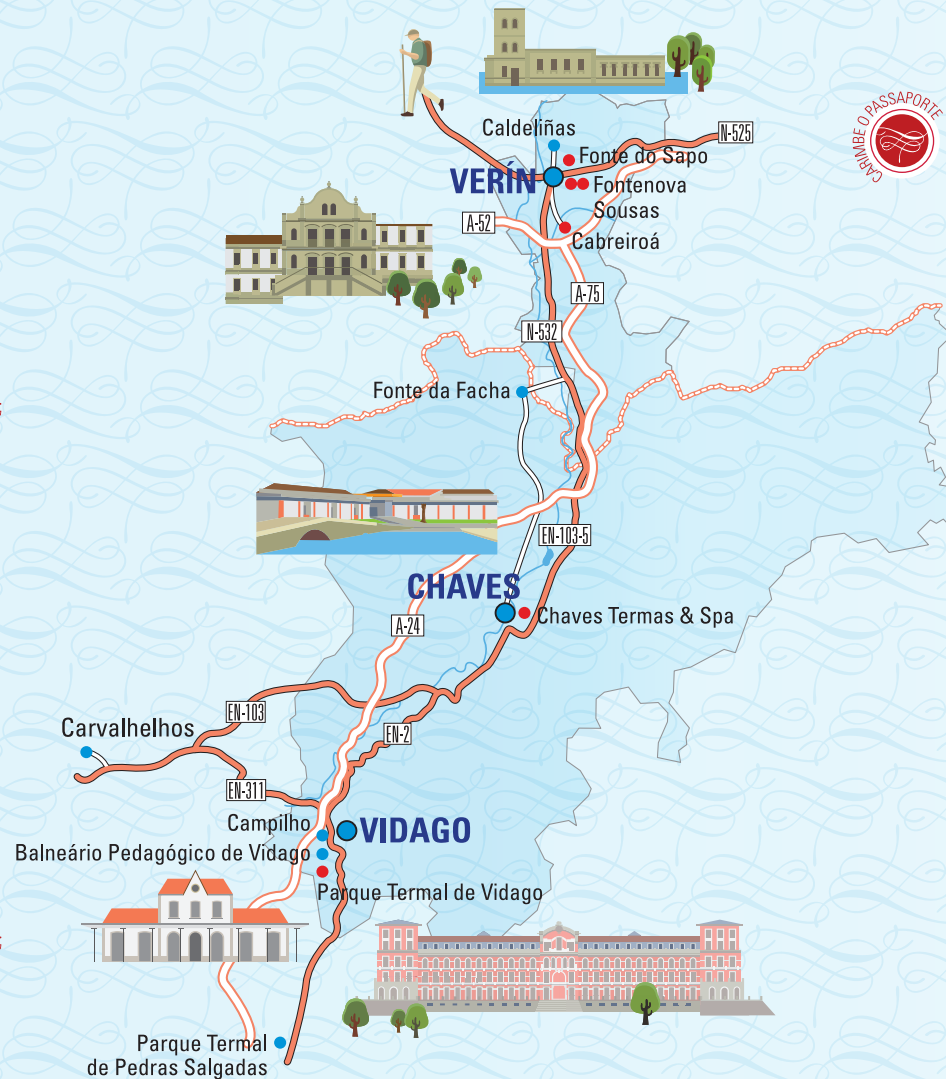 CARIMBE O PASSAPORTE
N-525
Caldeliñas
Fonte do Sapo
VERÍN
Fontenova
Sousas
A-52
Cabreiroá
A-75
N-532
Fonte da Facha
EN-103-5
CHAVES
Chaves Termas & Spa
A-24
EN-103
Carvalhelhos
EN-2
EN-311
Campilho
VIDAGO
Balneário Pedagógico de Vidago
Parque Termal de Vidago
Parque Termal
de Pedras Salgadas